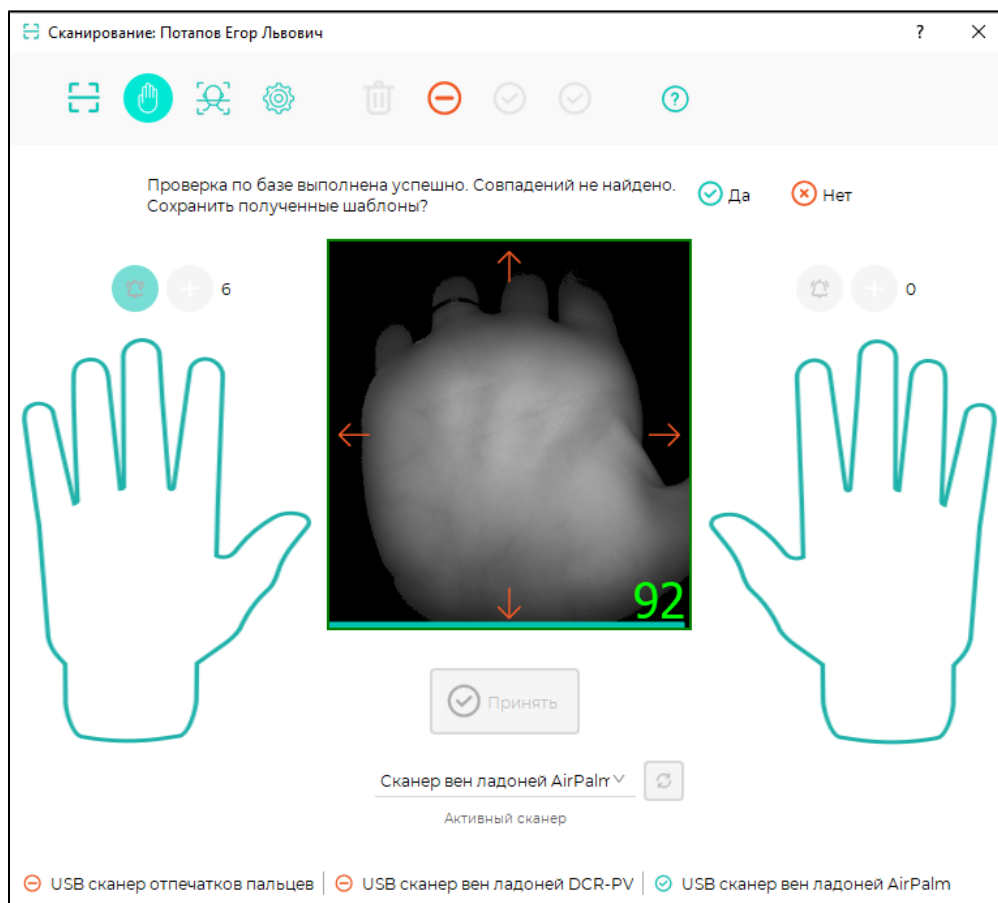 Сканирование: Потапов Егор Львович
Проверка по базе выполнена успешно. Совпадений не найдено.
Сохранить полученные шаблоны?
Да
Нет
6
0
92
Принять
Сканер вен ладоней AirPalm
Активный сканер
USB сканер отпечатков пальцев
USB сканер вен ладоней DCR-PV
USB сканер вен ладоней AirPalm